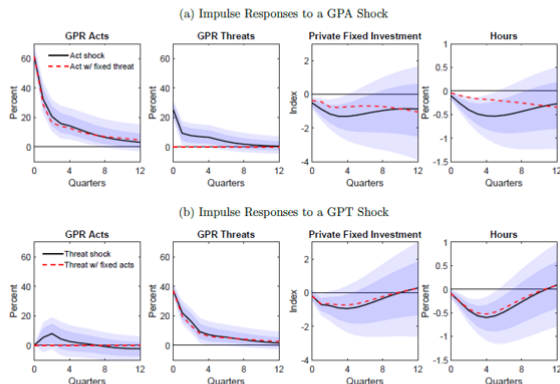 (a) Impulse Responses to a GPA Shock
GPR Acts
GPR Threats
Private Fixed Investment
Hours
Percent
60
40
20
0
Act shock
Act w/ fixed threat
0 4 8 12
Quarters
Percent
60
40
20
0
0 4 8 12
Quarters
Index
2
0
-2
-4
0 4 8 12
Quarters
Percent
1
0.5
0
-0.5
-1
-1.5
0 4 8 12
Quarters
(b) Impulse Responses to a GPT Shock
GPR Acts
GPR Threats
Private Fixed Investment
Hours
Percent
60
40
20
0
Threat shock
Threat w/ fixed acts
0 4 8 12
Quarters
Percent
60
40
20
0
0 4 8 12
Quarters
Index
2
0
-2
-4
0 4 8 12
Quarters
Percent
1
0.5
0
-0.5
-1
-1.5
0 4 8 12
Quarters